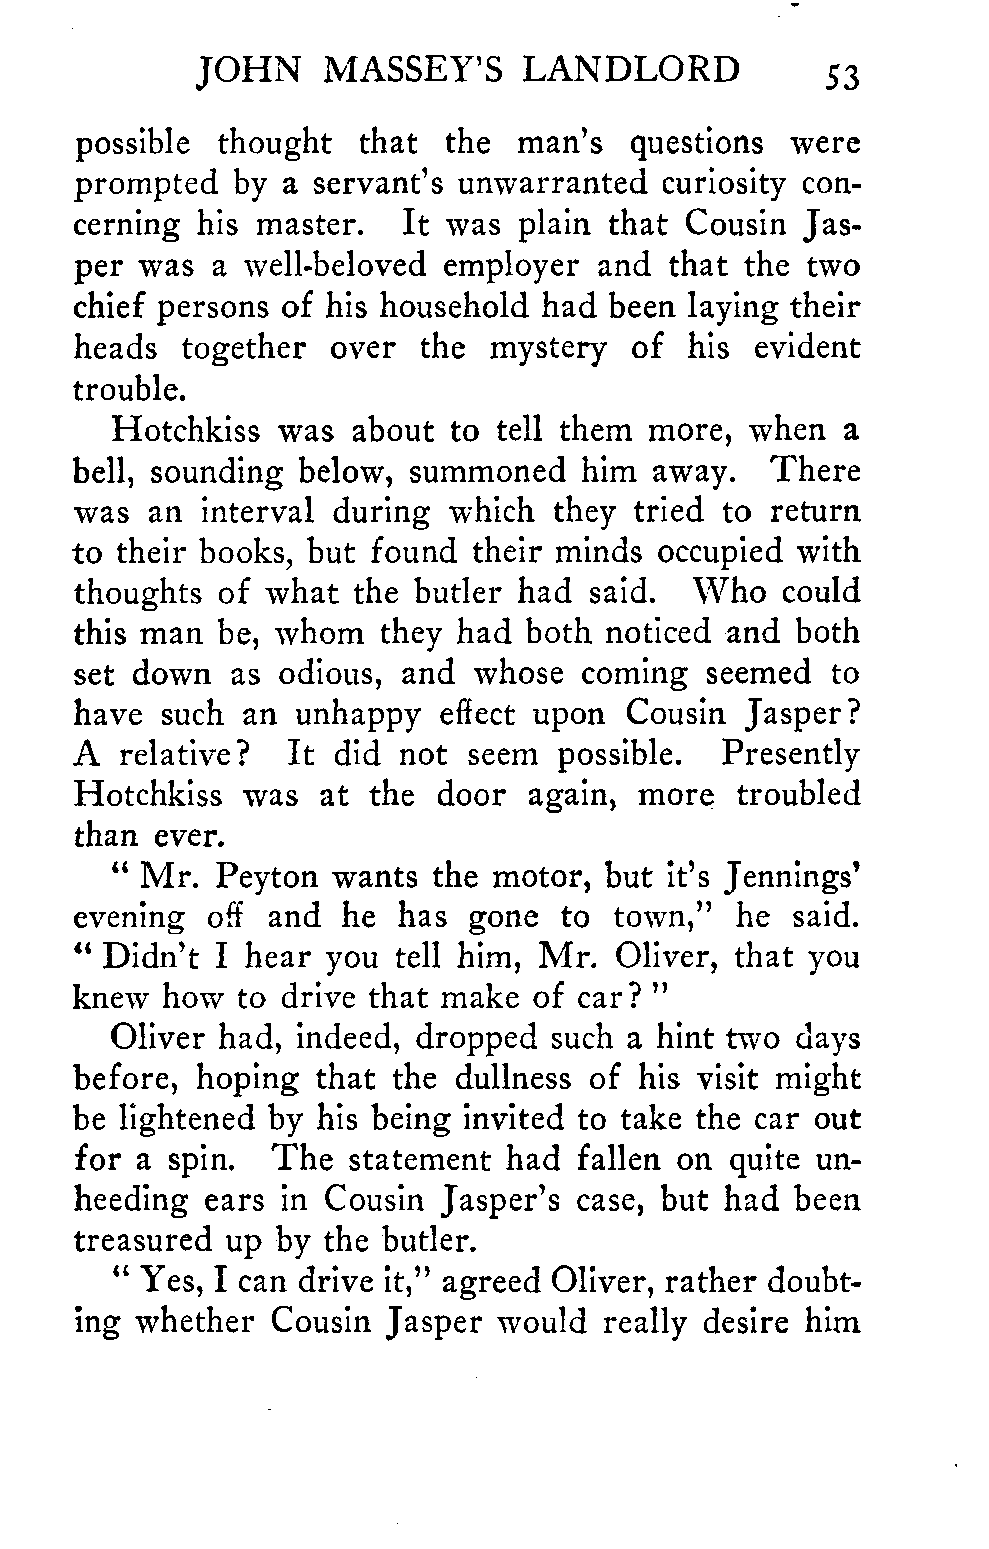 JOHN MASSEY'S LANDLORD 53
possible thought that the man's questions were
prompted by a servant's unwarranted curiosity con-
cerning his master. It was plain that Cousin Jas-
per was a well-beloved employer and that the two
chief persons of his household had been laying their
heads together over the mystery of his evident
trouble.
Hotchkiss was about to tell them more, when a
bell, sounding below, summoned him away. There
was an interval during which they tried to return
to their books, but found their minds occupied with
thoughts of what the butler had said. Who could
this man be, whom they had both noticed and both
set down as odious, and whose coming seemed to
have such an unhappy effect upon Cousin Jasper?
A relative? It did not seem possible. Presently
Hotchkiss was at the door again, more troubled
than ever.
" Mr. Peyton wants the motor, but it's Jennings'
evening off and he has gone to town," he said.
" Didn't I hear you tell him, Mr. Oliver, that you
knew how to drive that make of car? "
Oliver had, indeed, dropped such a hint two days
before, hoping that the dullness of his visit might
be lightened by his being invited to take the car out
for a spin. The statement had fallen on quite un-
heeding ears in Cousin Jasper's case, but had been
treasured up by the butler.
" Yes, I can drive it," agreed Oliver, rather doubt-
ing whether Cousin Jasper would really desire him